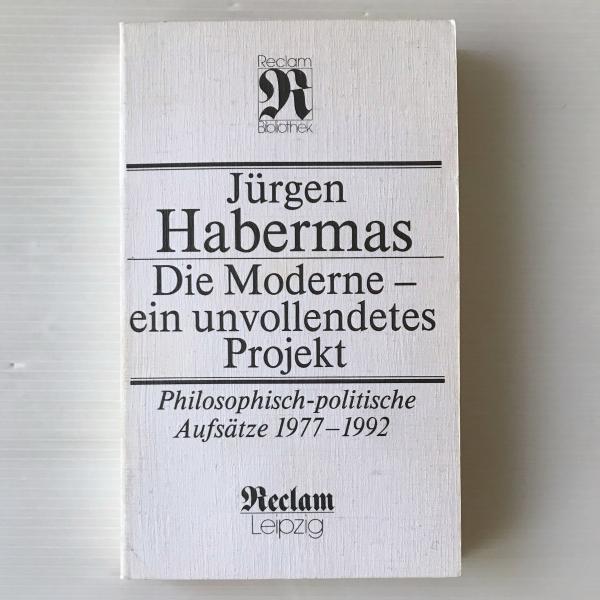 Reclam
R
Bibliothek
Jürgen
Habermas
Die Moderne –
ein unvollendetes
Projekt
Philosophisch-politische
Aufsätze 1977–1992
Reclam
Leipzig